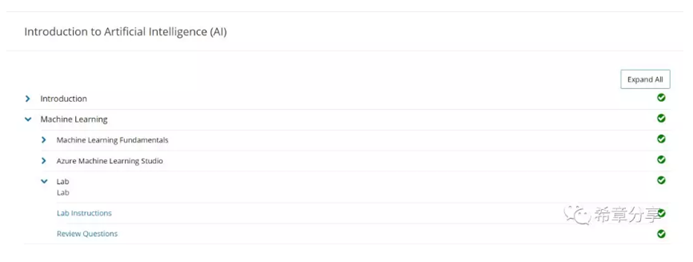 Introduction to Artificial Intelligence (AI)
Expand All
Introduction
Machine Learning
Machine Learning Fundamentals
Azure Machine Learning Studio
Lab
Lab
Lab Instructions
希章分享
Review Questions